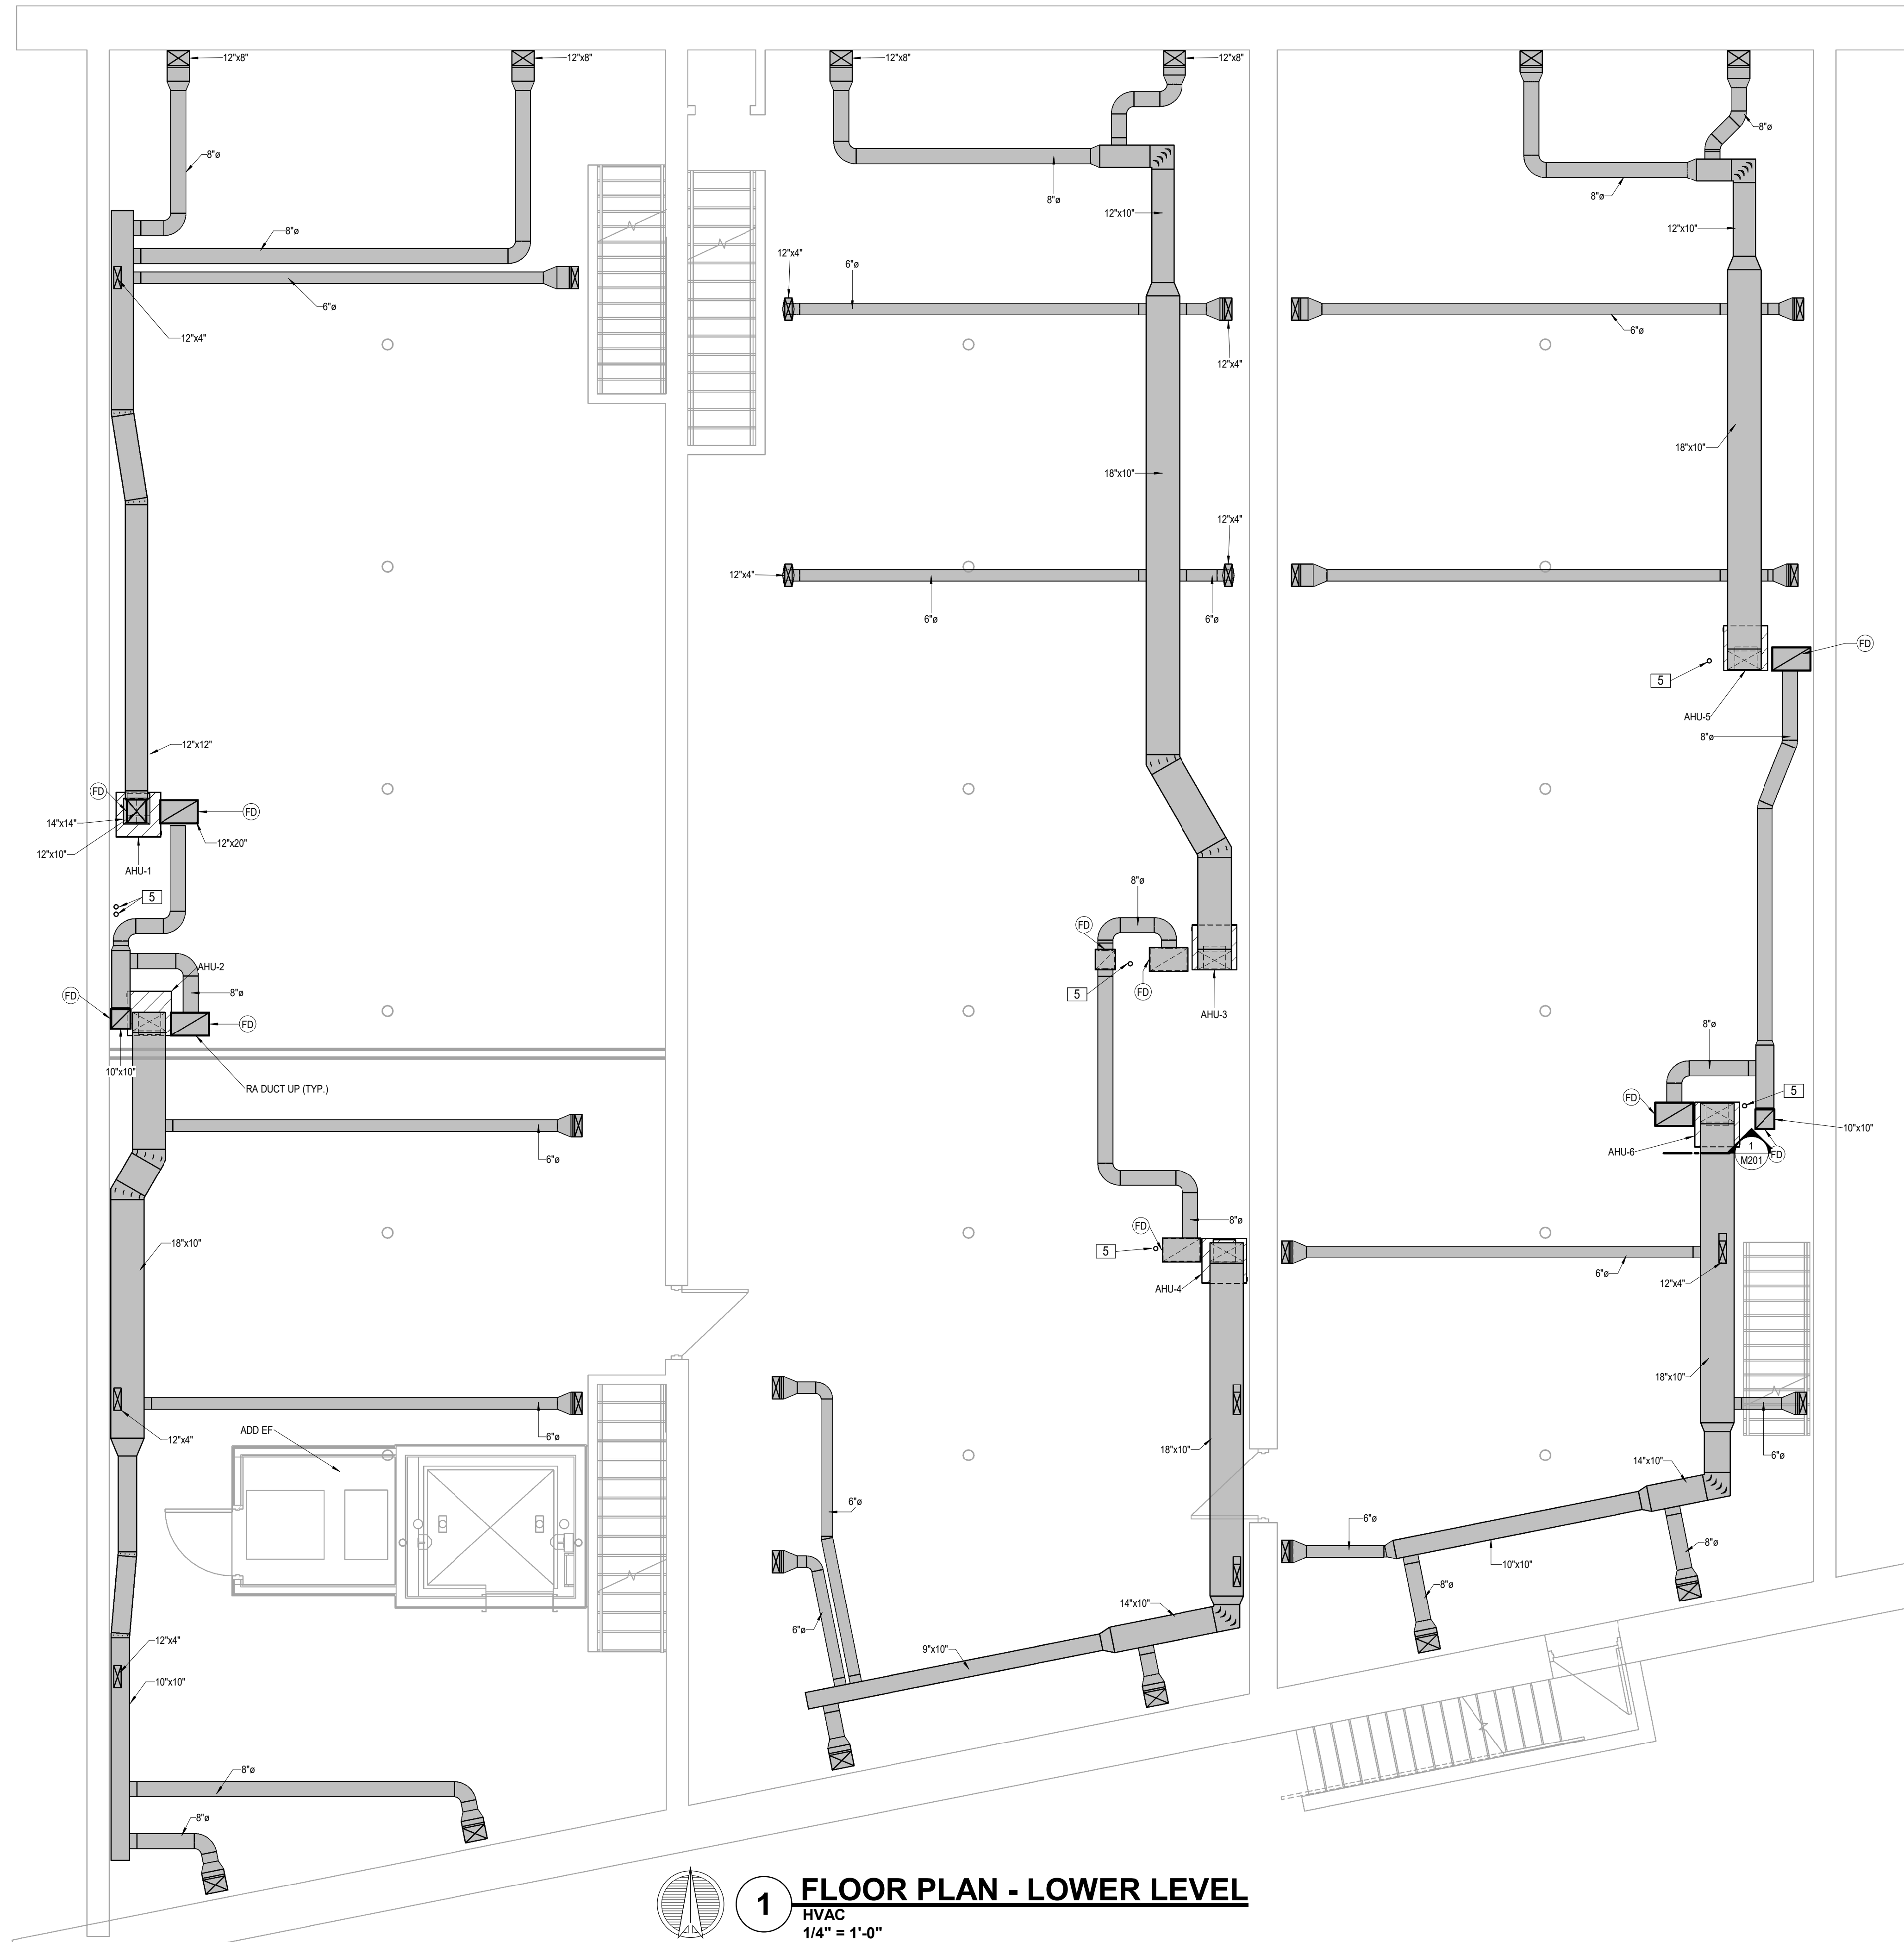 12"x8"
12"x8"
12"x8"
12"x8"
8"ø
8"ø
8"ø
8"ø
8"ø
12"x10"
12"x10"
12"x4"
6"ø
6"ø
6"ø
12"x4"
12"x4"
18"x10"
18"x10"
12"x4"
12"x4"
6"ø
6"ø
FD
5
AHU-5
8"ø
12"x12"
FD
FD
14"x14"
12"x20"
12"x10"
AHU-1
5
8"ø
FD
5
FD
AHU-3
AHU-2
8"ø
FD
FD
10"x10"
RA DUCT UP (TYP.)
8"ø
5
FD
10"x10"
AHU-6
1
M201
FD
6"ø
8"ø
FD
5
AHU-4
18"x10"
6"ø
12"x4"
18"x10"
12"x4"
6"ø
ADD EF
18"x10"
6"ø
14"x10"
6"ø
6"ø
8"ø
10"x10"
8"ø
14"x10"
6"ø
9"x10"
12"x4"
10"x10"
8"ø
8"ø
1
FLOOR PLAN - LOWER LEVEL
HVAC
1/4" = 1'-0"